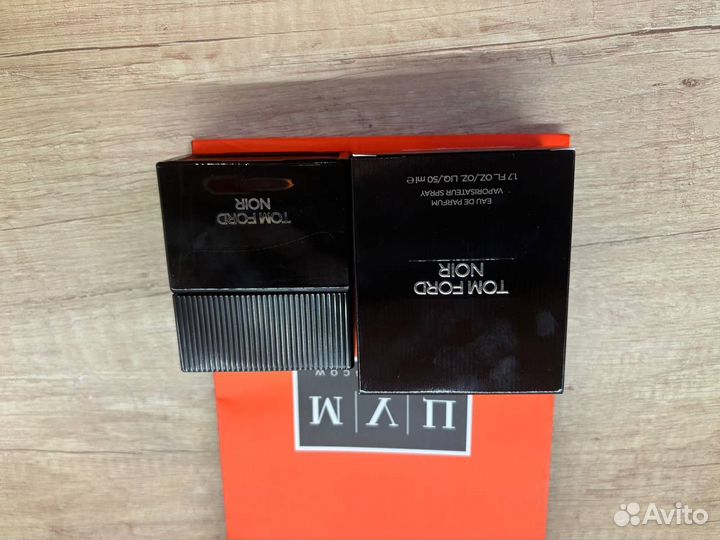 TOM FORD
NOIR
TOM FORD
NOIR
EAU DE PARFUM
VAPORISATEUR SPRAY
1.7 FL.OZ./OZ.LIQ./50 ml ℮
ЦУМ
Avito